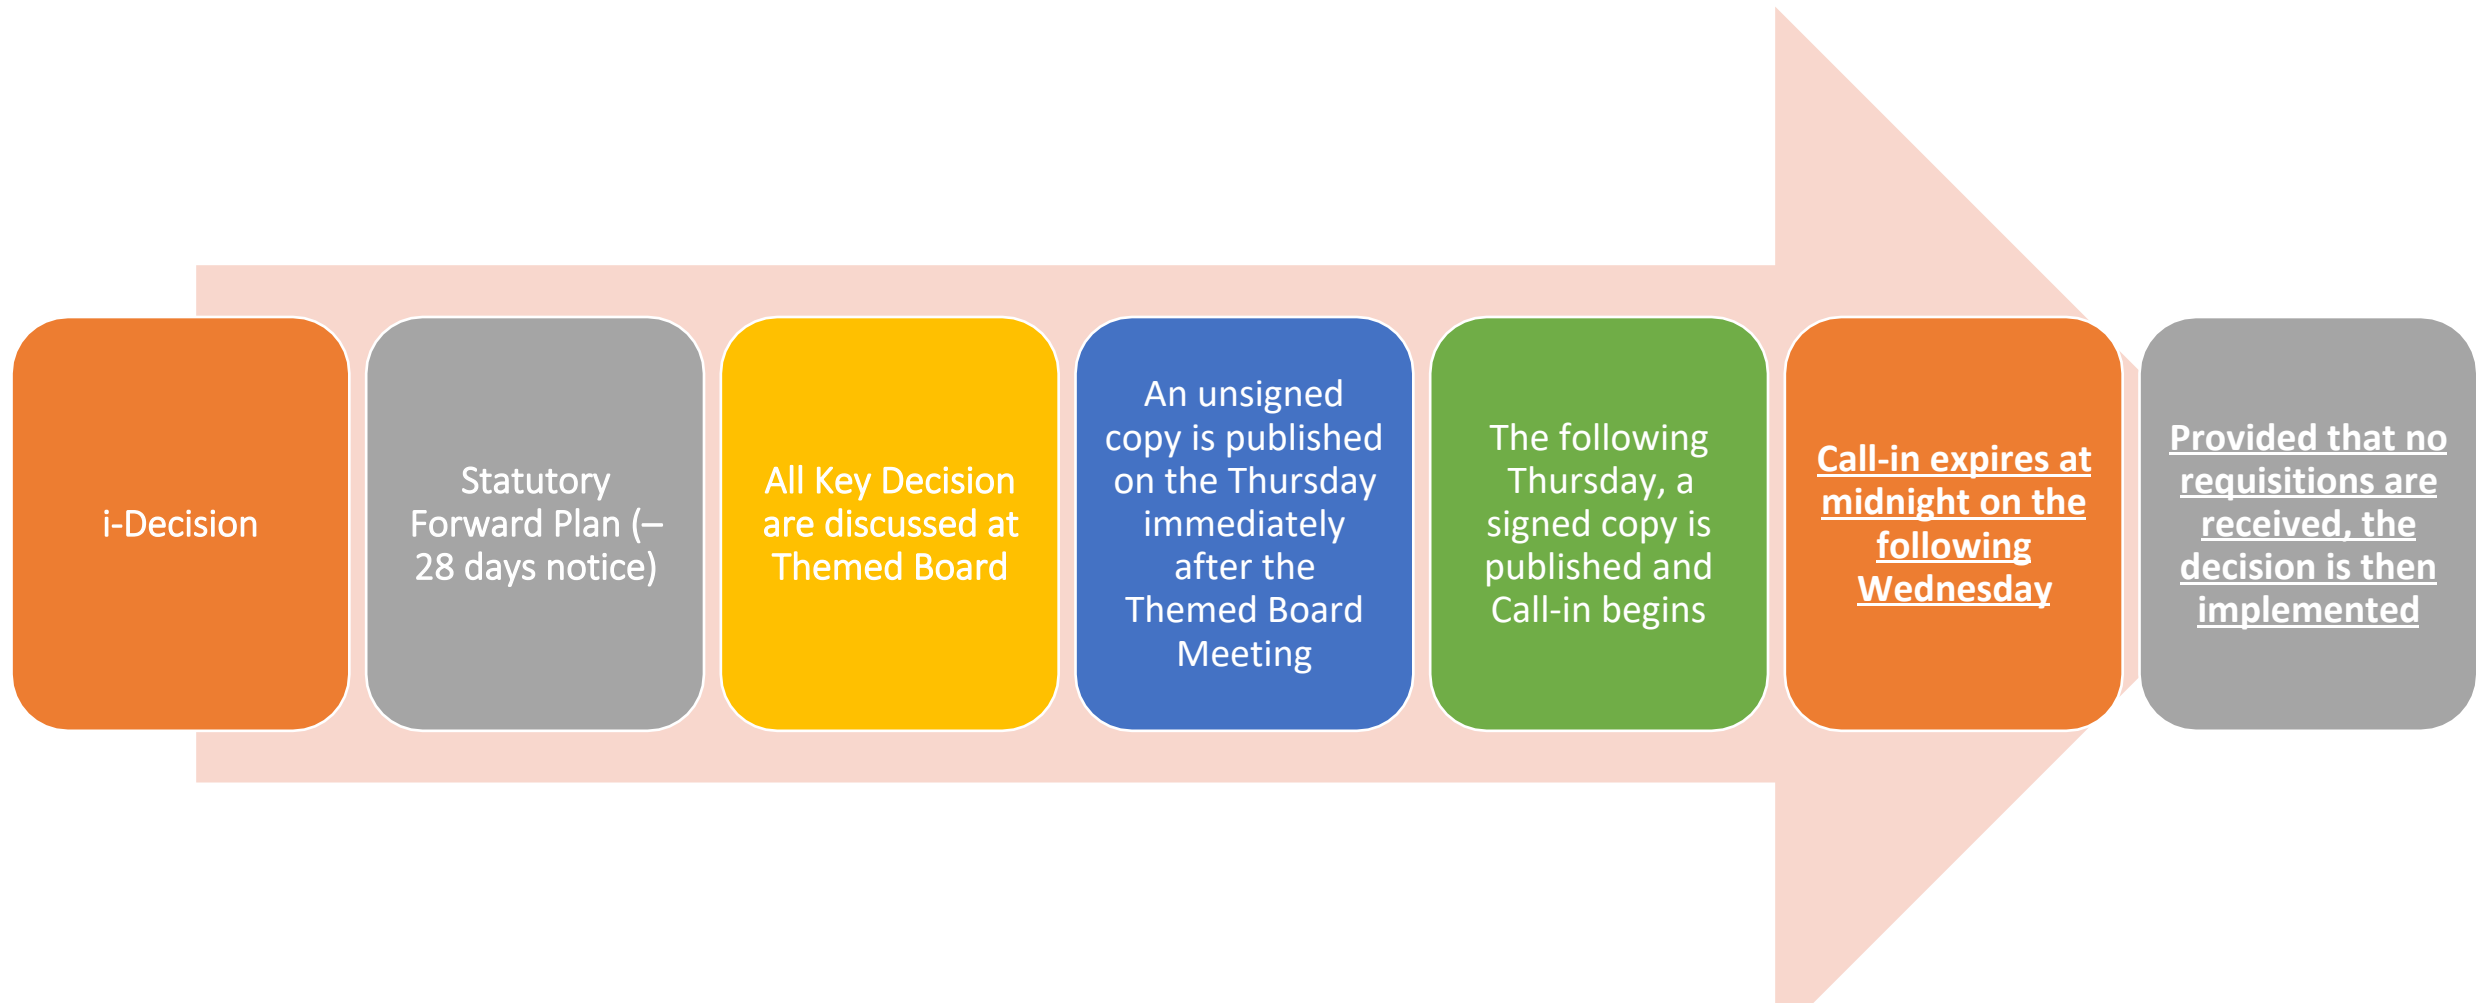 i-Decision
Statutory
Forward Plan (–
28 days notice)
All Key Decision
are discussed at
Themed Board
An unsigned
copy is published
on the Thursday
immediately
after the
Themed Board
Meeting
The following
Thursday, a
signed copy is
published and
Call-in begins
Call-in expires at
midnight on the
following
Wednesday
Provided that no
requisitions are
received, the
decision is then
implemented